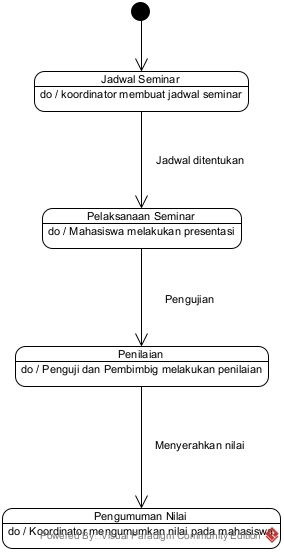 Jadwal Seminar
do / koordinator membuat jadwal seminar
Jadwal ditentukan
Pelaksanaan Seminar
do / Mahasiswa melakukan presentasi
Pengujian
Penilaian
do / Penguji dan Pembimbig melakukan penilaian
Menyerahkan nilai
Pengumuman Nilai
do / Koordinator mengumumkan nilai pada mahasiswa
Powered By: Visual Paradigm Community Edition